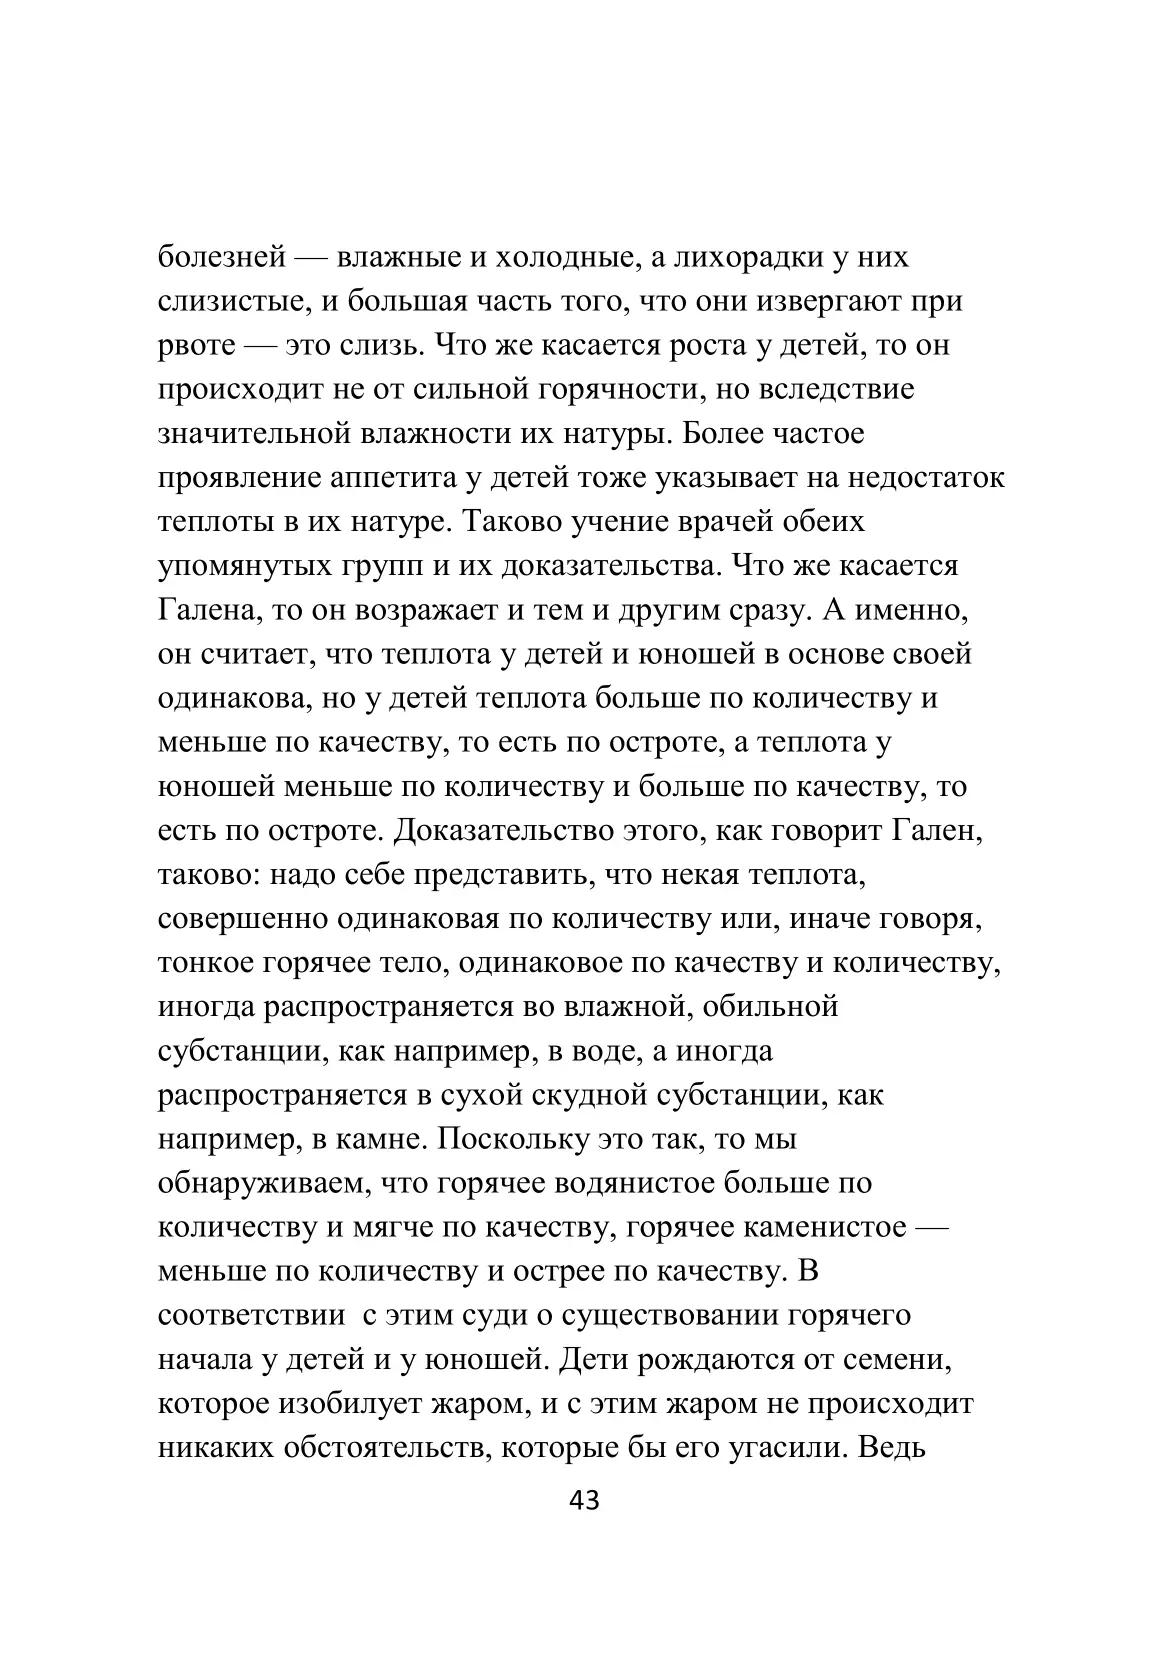 болезней — влажные и холодные, а лихорадки у них
слизистые, и большая часть того, что они извергают при
рвоте — это слизь. Что же касается роста у детей, то он
происходит не от сильной горячности, но вследствие
значительной влажности их натуры. Более частое
проявление аппетита у детей тоже указывает на недостаток
теплоты в их натуре. Таково учение врачей обеих
упомянутых групп и их доказательства. Что же касается
Галена, то он возражает и тем и другим сразу. А именно,
он считает, что теплота у детей и юношей в основе своей
одинакова, но у детей теплота больше по количеству и
меньше по качеству, то есть по остроте, а теплота у
юношей меньше по количеству и больше по качеству, то
есть по остроте. Доказательство этого, как говорит Гален,
таково: надо себе представить, что некая теплота,
совершенно одинаковая по количеству или, иначе говоря,
тонкое горячее тело, одинаковое по качеству и количеству,
иногда распространяется во влажной, обильной
субстанции, как например, в воде, а иногда
распространяется в сухой скудной субстанции, как
например, в камне. Поскольку это так, то мы
обнаруживаем, что горячее водянистое больше по
количеству и мягче по качеству, горячее каменистое —
меньше по количеству и острее по качеству. В
соответствии  с этим суди о существовании горячего
начала у детей и у юношей. Дети рождаются от семени,
которое изобилует жаром, и с этим жаром не происходит
никаких обстоятельств, которые бы его угасили. Ведь
43